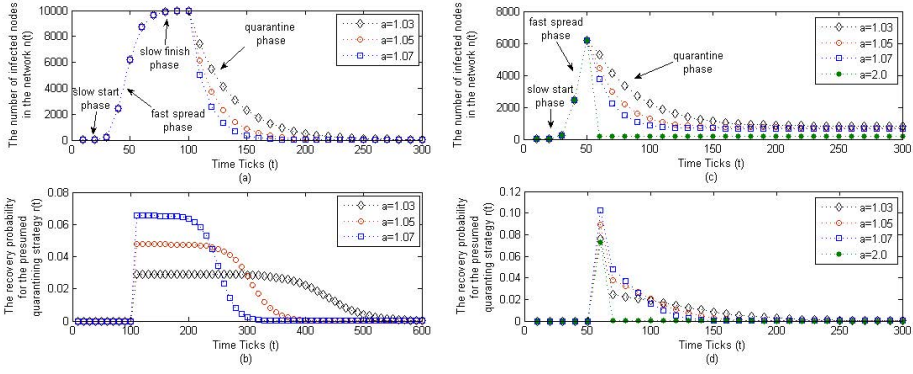 The number of infected nodes
in the network n(t)
10000
8000
6000
4000
2000
0
slow start
phase
slow finish
phase
fast spread
phase
quarantine
phase
a=1.03
a=1.05
a=1.07
0 50 100 150 200 250 300
Time Ticks (t)
(a)
The recovery probability
for the presumed
quarantining strategy r(t)
0.08
0.06
0.04
0.02
0
a=1.03
a=1.05
a=1.07
0 100 200 300 400 500 600
Time Ticks (t)
(b)
The number of infected nodes
in the network n(t)
8000
6000
4000
2000
0
fast spread
phase
slow start
phase
quarantine
phase
a=1.03
a=1.05
a=1.07
a=2.0
0 50 100 150 200 250 300
Time Ticks (t)
(c)
The recovery probability
for the presumed
quarantining strategy r(t)
0.12
0.10
0.08
0.06
0.04
0.02
0
a=1.03
a=1.05
a=1.07
a=2.0
0 50 100 150 200 250 300
Time Ticks (t)
(d)